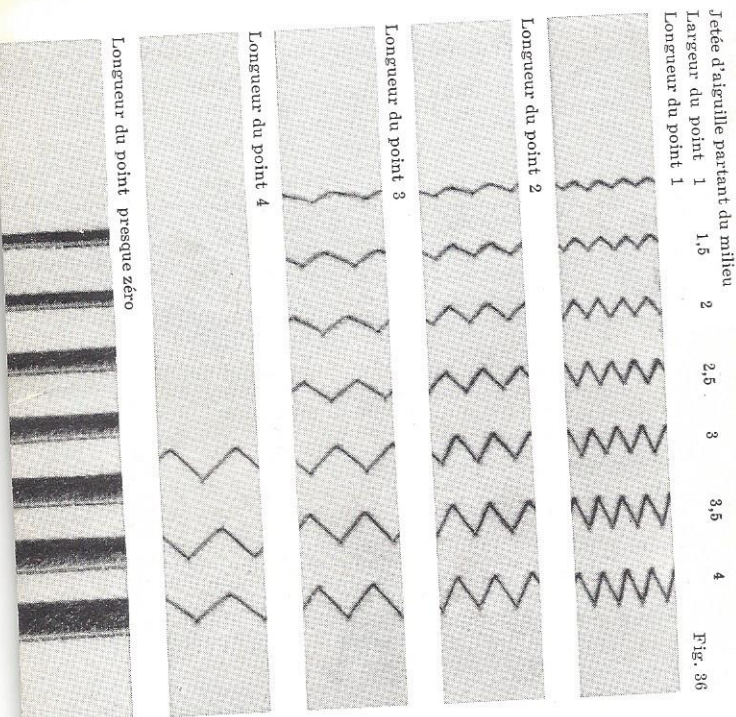 Jetée d'aiguille partant du milieu
Largeur du point 1 1,5 2 2,5 3 3,5 4 Fig. 36
Longueur du point 1
Longueur du point 2
Longueur du point 3
Longueur du point 4
Longueur du point presque zéro